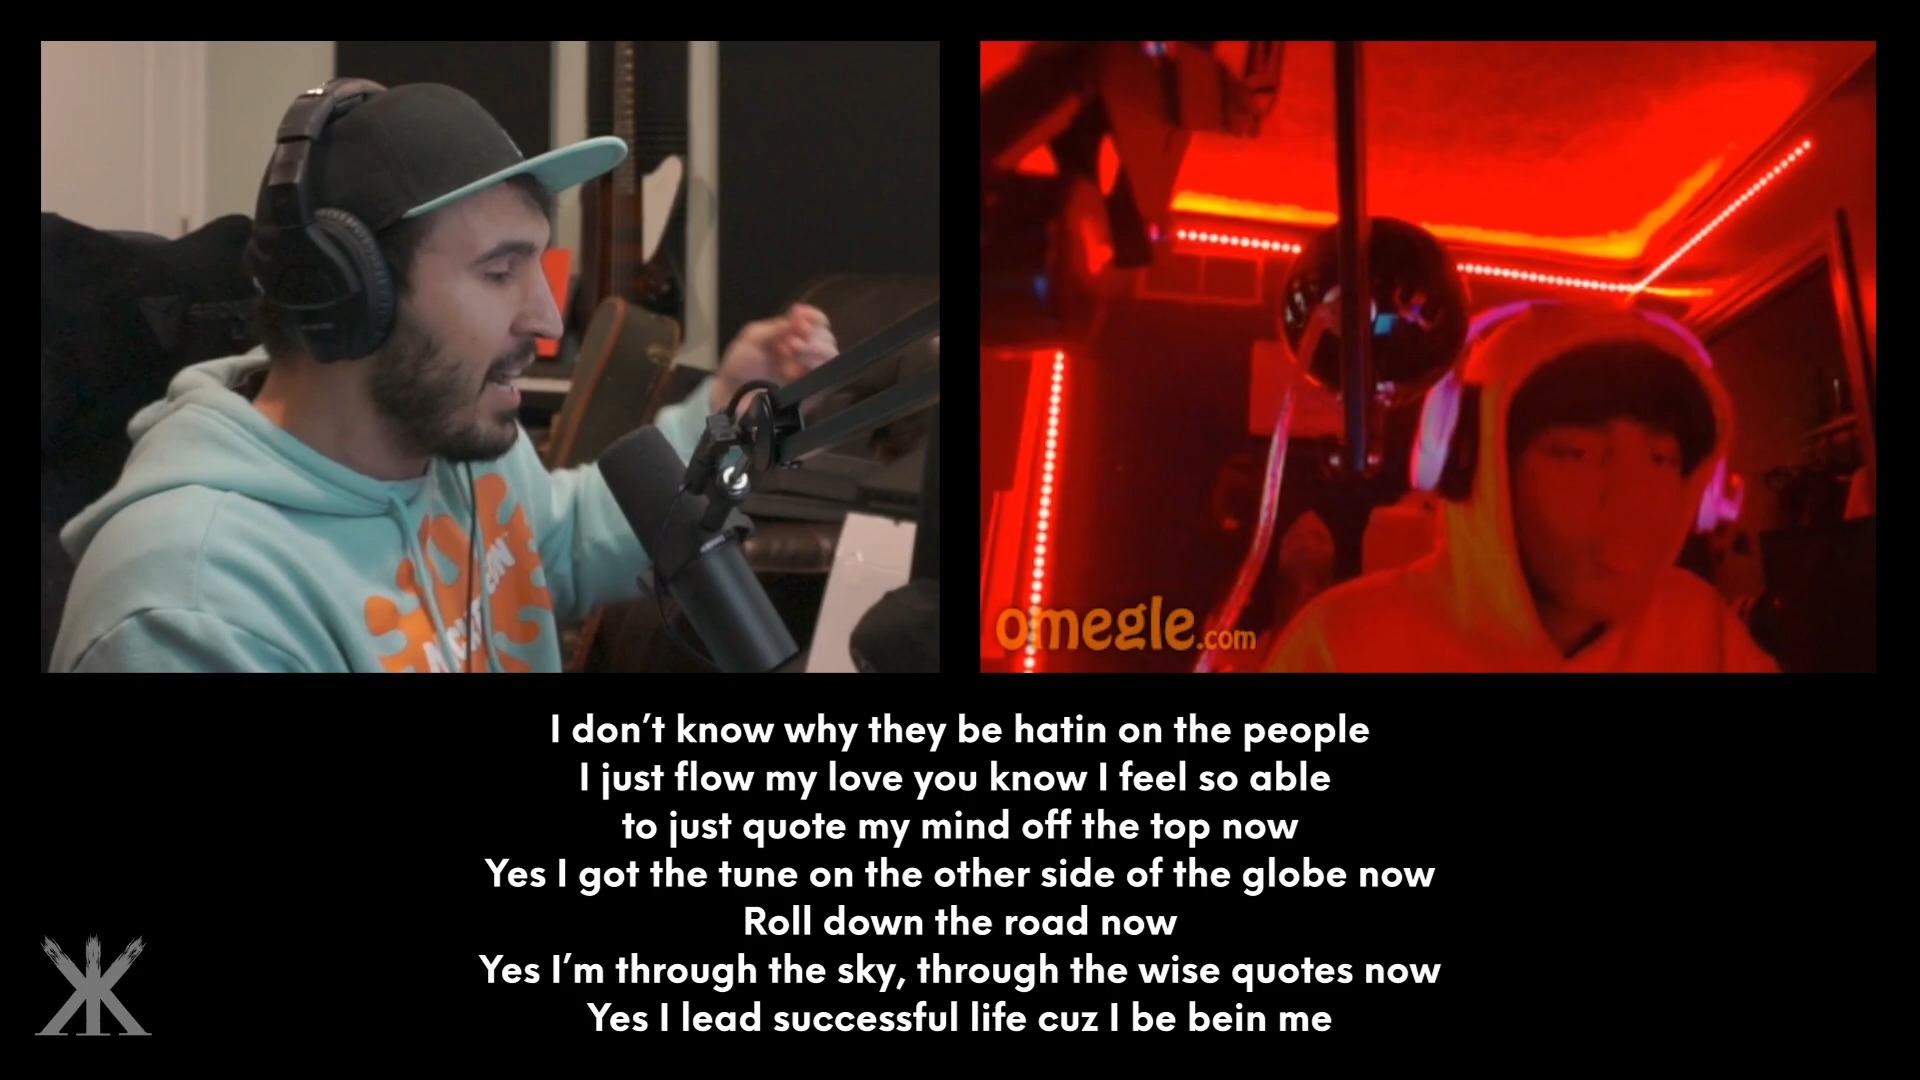 omegle.com
I don't know why they be hatin on the people
I just flow my love you know I feel so able
to just quote my mind off the top now
Yes I got the tune on the other side of the globe now
Roll down the road now
Yes I'm through the sky, through the wise quotes now
Yes I lead successful life cuz I be bein me